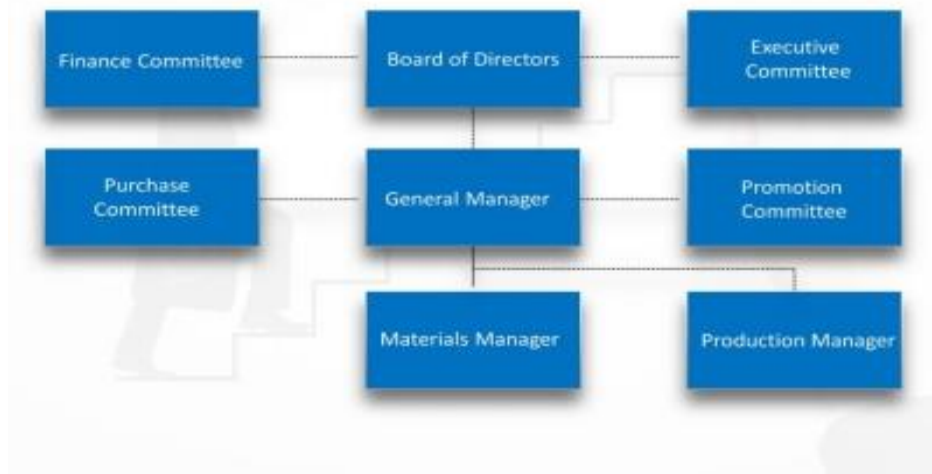 Finance Committee
Board of Directors
Executive
Committee
Purchase
Committee
General Manager
Promotion
Committee
Materials Manager
Production Manager